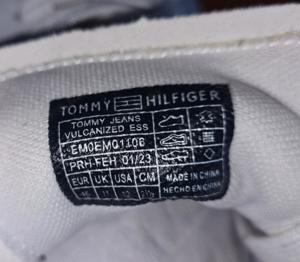 TOMMY HILFIGER
TOMMY JEANS
VULCANIZED ESS
EM0EM01106
PRH-FEH 01/23
EUR UK USA CM
MADE IN CHINA
HECHO EN CHINA